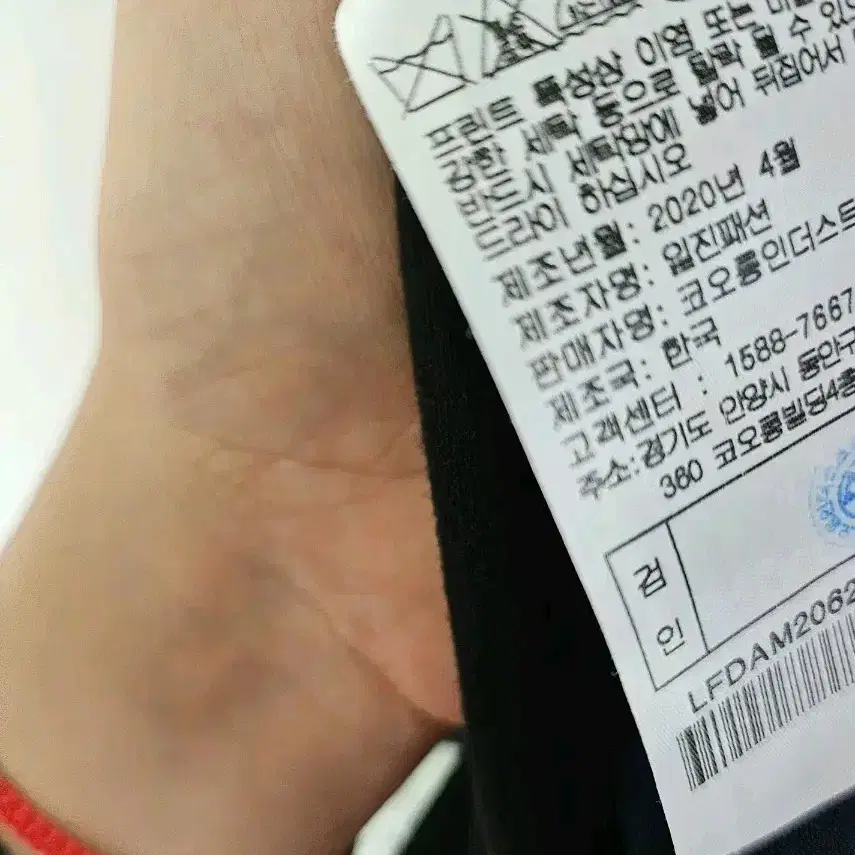 프린트 특성상 이염 또는
비한 세탁 등으로 탈락 될 수 있
반드시 세탁망에 넣어 뒤집어서
드라이 하십시오
제조년월: 2020년 4월
제조자명: 일진패션
판매자명: 코오롱인더스트
제조국: 한국
고객센터 : 1588-7667
주소:경기도 안양시 동안구
360 코오롱빌딩4층
검인
LFDAM2062